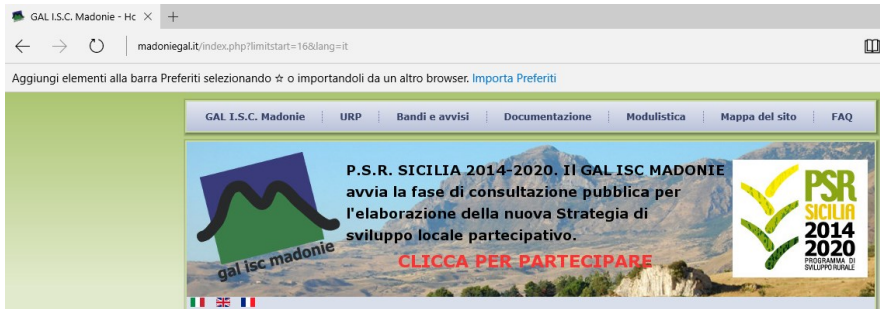 GAL I.S.C. Madonie - Hc
madoniegal.it/index.php?limitstart=16&lang=it
Aggiungi elementi alla barra Preferiti selezionando ☆ o importandoli da un altro browser. Importa Preferiti
GAL I.S.C. Madonie URP Bandi e avvisi Documentazione Modulistica Mappa del sito FAQ
P.S.R. SICILIA 2014-2020. Il GAL ISC MADONIE
avvia la fase di consultazione pubblica per
l'elaborazione della nuova Strategia di
sviluppo locale partecipativo.
CLICCA PER PARTECIPARE
gal isc madonie
PSR
SICILIA
2014
2020
PROGRAMMA DI
SVILUPPO RURALE